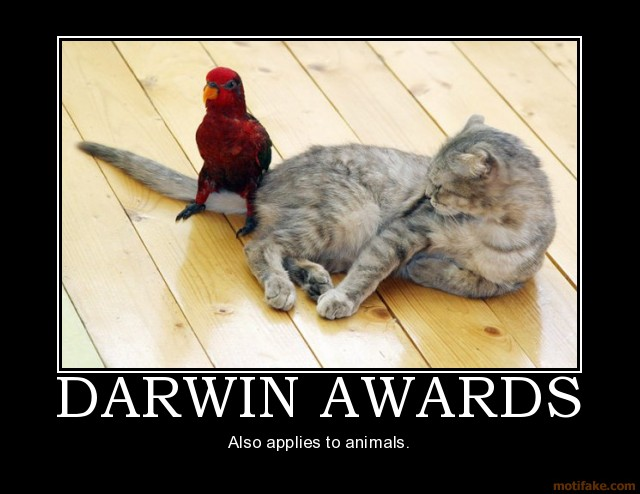 DARWIN AWARDS
Also applies to animals.
motifake.com